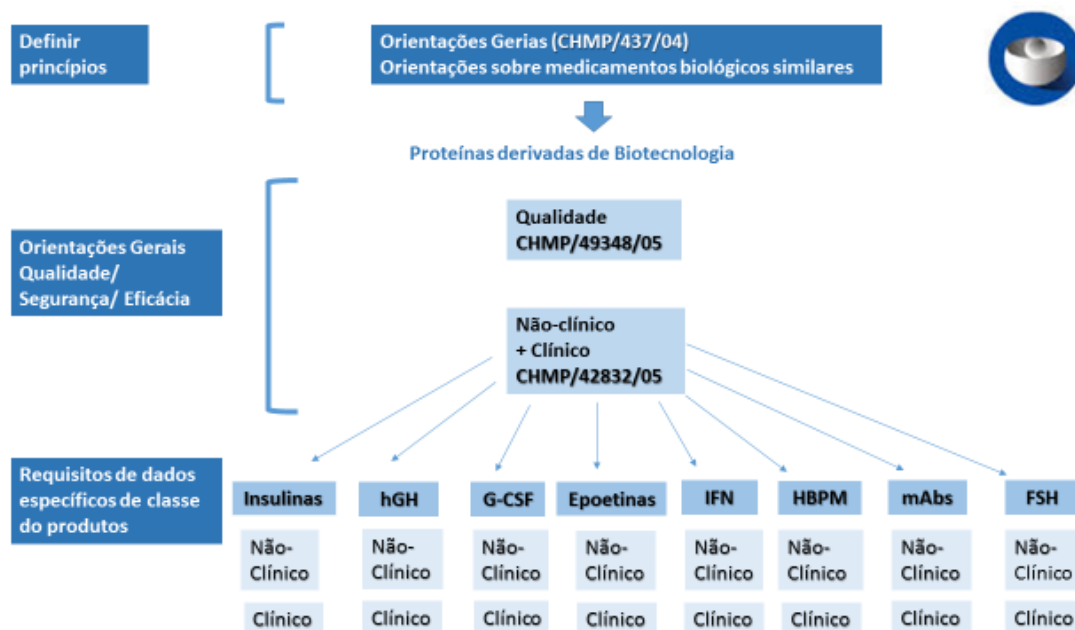 Definir
princípios
Orientações Gerias (CHMP/437/04)
Orientações sobre medicamentos biológicos similares
Proteínas derivadas de Biotecnologia
Orientações Gerais
Qualidade/
Segurança/ Eficácia
Qualidade
CHMP/49348/05
Não-clínico
+ Clínico
CHMP/42832/05
Requisitos de dados
específicos de classe
do produtos
Insulinas
hGH
G-CSF
Epoetinas
IFN
HBPM
mAbs
FSH
Não-
Clínico
Não-
Clínico
Não-
Clínico
Não-
Clínico
Não-
Clínico
Não-
Clínico
Não-
Clínico
Não-
Clínico
Clínico
Clínico
Clínico
Clínico
Clínico
Clínico
Clínico
Clínico